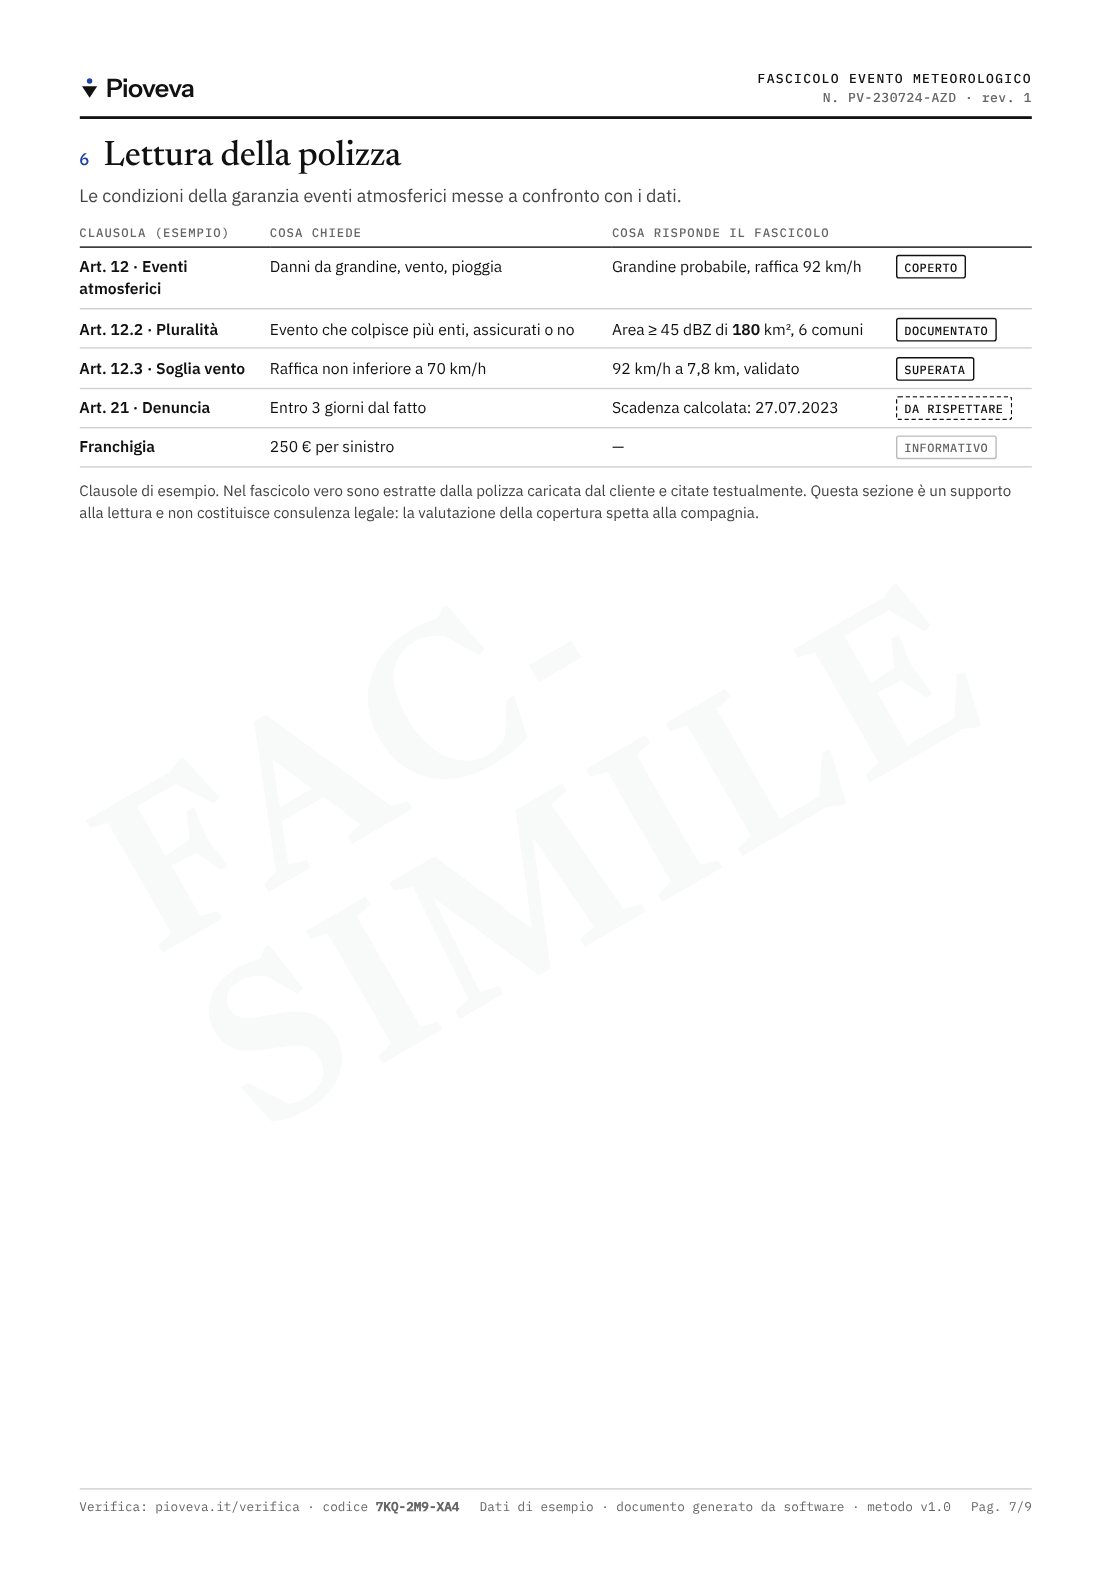 Pioveva
FASCICOLO EVENTO METEOROLOGICO
N. PV-230724-AZD · rev. 1
6 Lettura della polizza
Le condizioni della garanzia eventi atmosferici messe a confronto con i dati.
CLAUSOLA (ESEMPIO) COSA CHIEDE COSA RISPONDE IL FASCICOLO
Art. 12 · Eventi atmosferici Danni da grandine, vento, pioggia Grandine probabile, raffica 92 km/h COPERTO
Art. 12.2 · Pluralità Evento che colpisce più enti, assicurati o no Area ≥ 45 dBZ di 180 km², 6 comuni DOCUMENTATO
Art. 12.3 · Soglia vento Raffica non inferiore a 70 km/h 92 km/h a 7,8 km, validato SUPERATA
Art. 21 · Denuncia Entro 3 giorni dal fatto Scadenza calcolata: 27.07.2023 DA RISPETTARE
Franchigia 250 € per sinistro — INFORMATIVO
Clausole di esempio. Nel fascicolo vero sono estratte dalla polizza caricata dal cliente e citate testualmente. Questa sezione è un supporto
alla lettura e non costituisce consulenza legale: la valutazione della copertura spetta alla compagnia.
FAC-
SIMILE
Verifica: pioveva.it/verifica · codice 7KQ-2M9-XA4 Dati di esempio · documento generato da software · metodo v1.0 Pag. 7/9